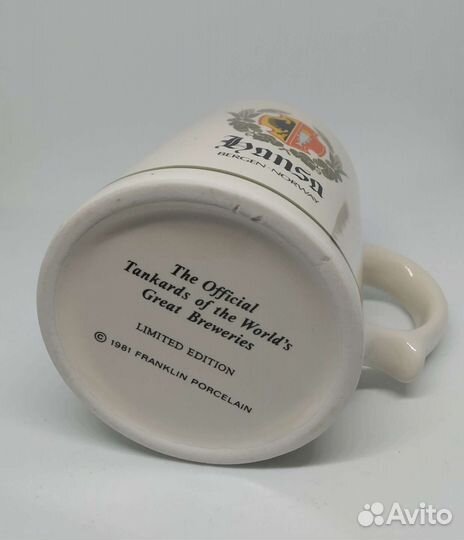 Hansa
BERGEN·NORWAY
The Official
Tankards of the World's
Great Breweries
LIMITED EDITION
© 1981 FRANKLIN PORCELAIN
Avito